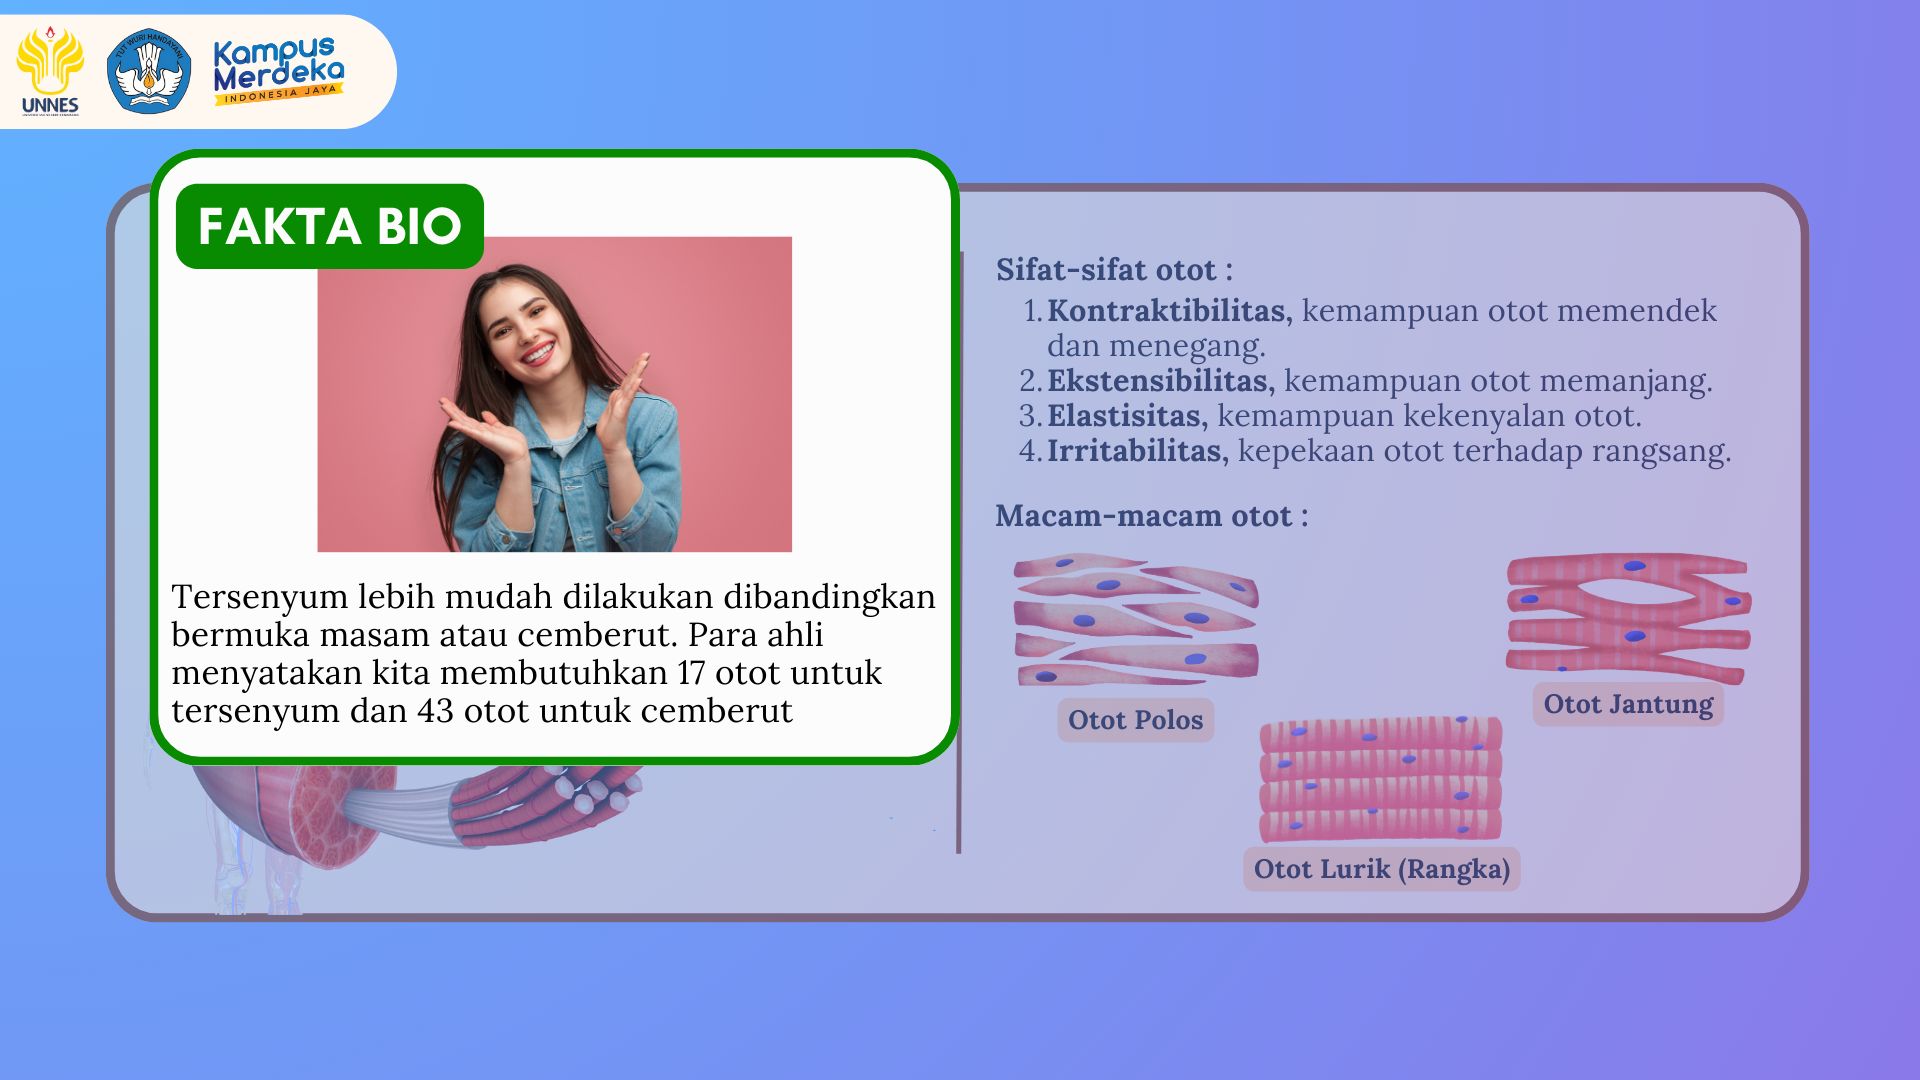 UNNES
TUT WURI HANDAYANI
Kampus
Merdeka
INDONESIA JAYA
FAKTA BIO
Tersenyum lebih mudah dilakukan dibandingkan
bermuka masam atau cemberut. Para ahli
menyatakan kita membutuhkan 17 otot untuk
tersenyum dan 43 otot untuk cemberut
Sifat-sifat otot :
1. Kontraktibilitas, kemampuan otot memendek
dan menegang.
2. Ekstensibilitas, kemampuan otot memanjang.
3. Elastisitas, kemampuan kekenyalan otot.
4. Irritabilitas, kepekaan otot terhadap rangsang.
Macam-macam otot :
Otot Polos
Otot Jantung
Otot Lurik (Rangka)